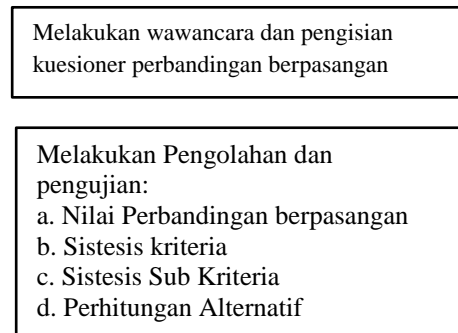 Melakukan wawancara dan pengisian
kuesioner perbandingan berpasangan
Melakukan Pengolahan dan
pengujian:
a. Nilai Perbandingan berpasangan
b. Sistesis kriteria
c. Sistesis Sub Kriteria
d. Perhitungan Alternatif